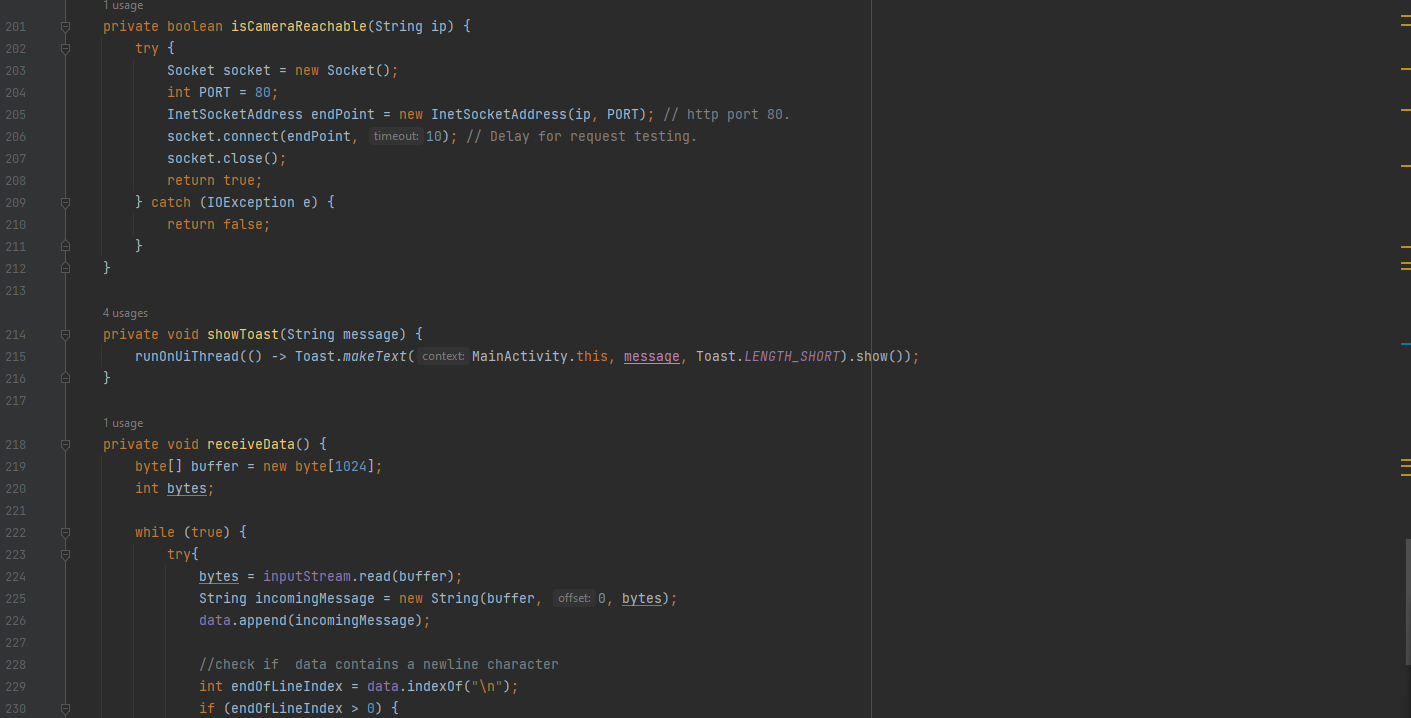 1 usage
201 private boolean isCameraReachable(String ip) {
202 try {
203 Socket socket = new Socket();
204 int PORT = 80;
205 InetSocketAddress endPoint = new InetSocketAddress(ip, PORT); // http port 80.
206 socket.connect(endPoint, timeout: 10); // Delay for request testing.
207 socket.close();
208 return true;
209 } catch (IOException e) {
210 return false;
211 }
212 }
213
4 usages
214 private void showToast(String message) {
215 runOnUiThread(() -> Toast.makeText( context: MainActivity.this, message, Toast.LENGTH_SHORT).show());
216 }
217
1 usage
218 private void receiveData() {
219 byte[] buffer = new byte[1024];
220 int bytes;
221
222 while (true) {
223 try{
224 bytes = inputStream.read(buffer);
225 String incomingMessage = new String(buffer, offset: 0, bytes);
226 data.append(incomingMessage);
227
228 //check if  data contains a newline character
229 int endOfLineIndex = data.indexOf("\n");
230 if (endOfLineIndex > 0) {